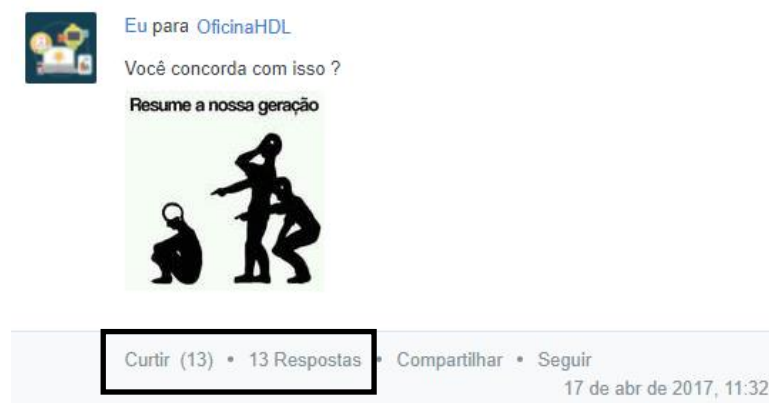 Eu para OficinaHDL
Você concorda com isso ?
Resume a nossa geração
Curtir (13) • 13 Respostas • Compartilhar • Seguir
17 de abr de 2017, 11:32